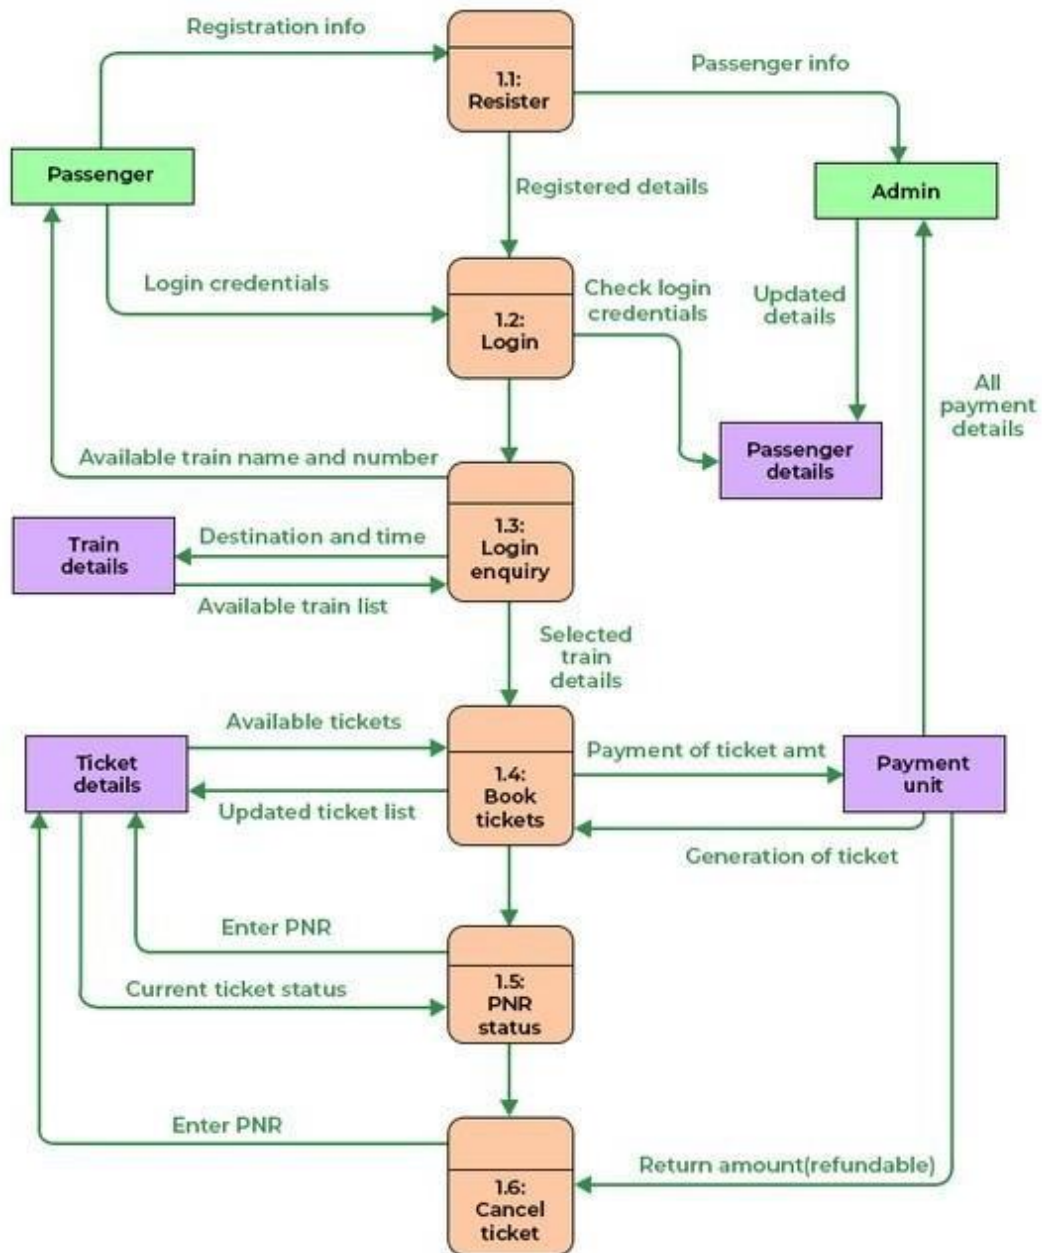 Registration info
1.1:
Resister
Passenger info
Passenger
Registered details
Admin
Login credentials
1.2:
Login
Check login
credentials
Updated
details
All
payment
details
Available train name and number
Passenger
details
Train
details
Destination and time
1.3:
Login
enquiry
Available train list
Selected
train
details
Available tickets
Ticket
details
Updated ticket list
1.4:
Book
tickets
Payment of ticket amt
Payment
unit
Generation of ticket
Enter PNR
Current ticket status
1.5:
PNR
status
Enter PNR
1.6:
Cancel
ticket
Return amount(refundable)